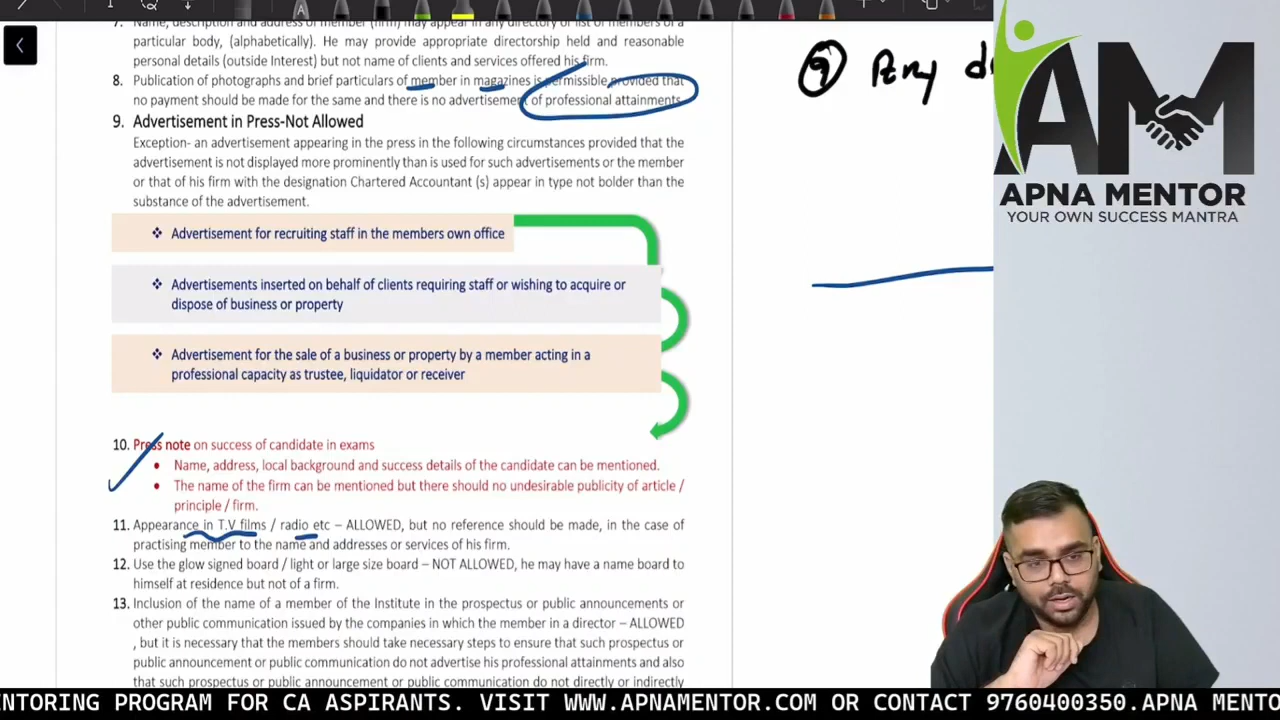 7. Name, description and address of member (firm) may appear in any directory or list of members of a
particular body, (alphabetically). He may provide appropriate directorship held and reasonable
personal details (outside Interest) but not name of clients and services offered his firm.
8. Publication of photographs and brief particulars of member in magazines is permissible provided that
no payment should be made for the same and there is no advertisement of professional attainments.
9. Advertisement in Press-Not Allowed
Exception- an advertisement appearing in the press in the following circumstances provided that the
advertisement is not displayed more prominently than is used for such advertisements or the member
or that of his firm with the designation Chartered Accountant (s) appear in type not bolder than the
substance of the advertisement.
❖ Advertisement for recruiting staff in the members own office
❖ Advertisements inserted on behalf of clients requiring staff or wishing to acquire or
dispose of business or property
❖ Advertisement for the sale of a business or property by a member acting in a
professional capacity as trustee, liquidator or receiver
10. Press note on success of candidate in exams
• Name, address, local background and success details of the candidate can be mentioned.
• The name of the firm can be mentioned but there should no undesirable publicity of article /
principle / firm.
11. Appearance in T.V films / radio etc – ALLOWED, but no reference should be made, in the case of
practising member to the name and addresses or services of his firm.
12. Use the glow signed board / light or large size board – NOT ALLOWED, he may have a name board to
himself at residence but not of a firm.
13. Inclusion of the name of a member of the Institute in the prospectus or public announcements or
other public communication issued by the companies in which the member in a director – ALLOWED
, but it is necessary that the members should take necessary steps to ensure that such prospectus or
public announcement or public communication do not advertise his professional attainments and also
that such prospectus or public announcement or public communication do not directly or indirectly
9 Any
AM
APNA MENTOR
YOUR OWN SUCCESS MANTRA
NTORING PROGRAM FOR CA ASPIRANTS. VISIT WWW.APNAMENTOR.COM OR CONTACT 9760400350.APNA MENTO